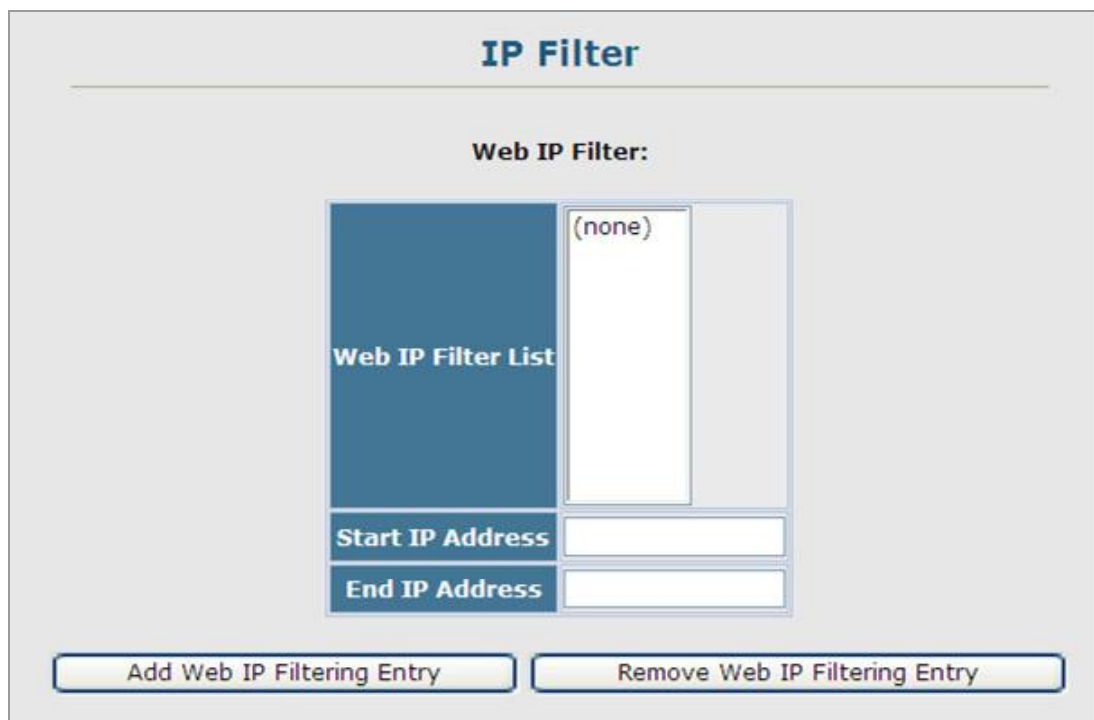 IP Filter
Web IP Filter:
(none)
Web IP Filter List
Start IP Address
End IP Address
Add Web IP Filtering Entry
Remove Web IP Filtering Entry